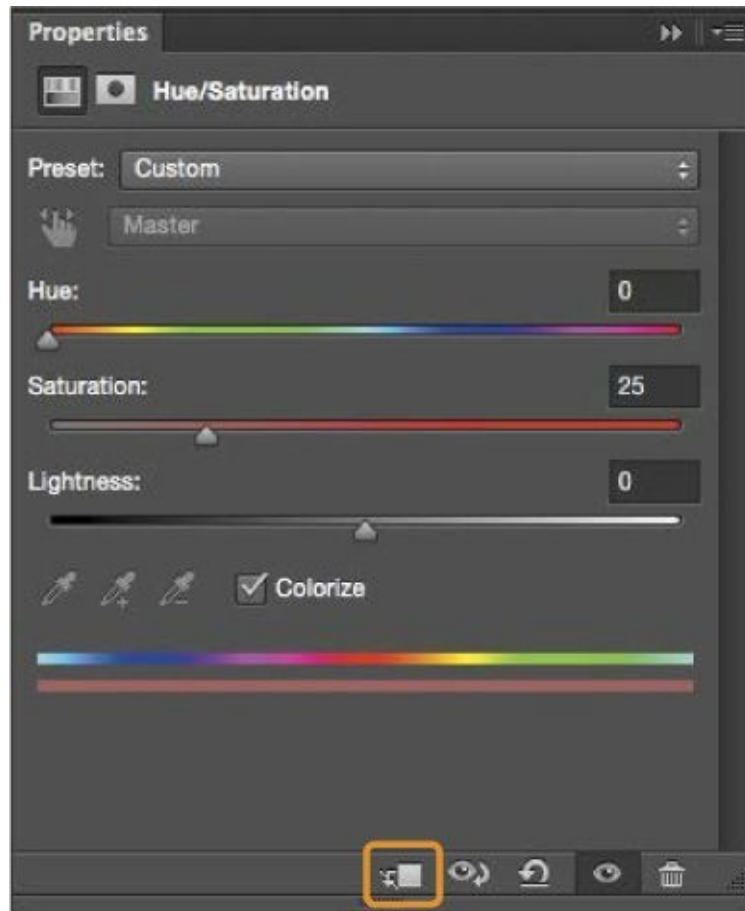 Properties
Hue/Saturation
Preset: Custom
Master
Hue: 0
Saturation: 25
Lightness: 0
Colorize